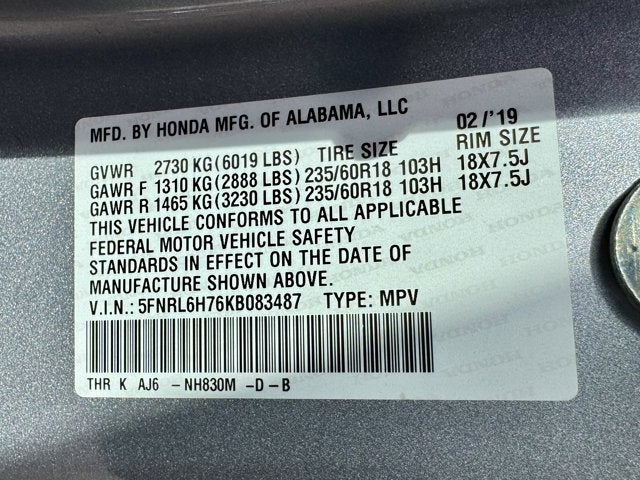 MFD. BY HONDA MFG. OF ALABAMA, LLC 02 /'19
GVWR 2730 KG(6019 LBS) TIRE SIZE RIM SIZE
GAWR F 1310 KG(2888 LBS) 235/60R18 103H 18X7.5J
GAWR R 1465 KG(3230 LBS) 235/60R18 103H 18X7.5J
THIS VEHICLE CONFORMS TO ALL APPLICABLE
FEDERAL MOTOR VEHICLE SAFETY
STANDARDS IN EFFECT ON THE DATE OF
MANUFACTURE SHOWN ABOVE.
V.I.N.: 5FNRL6H76KB083487 TYPE: MPV
THR K AJ6 -NH830M -D-B